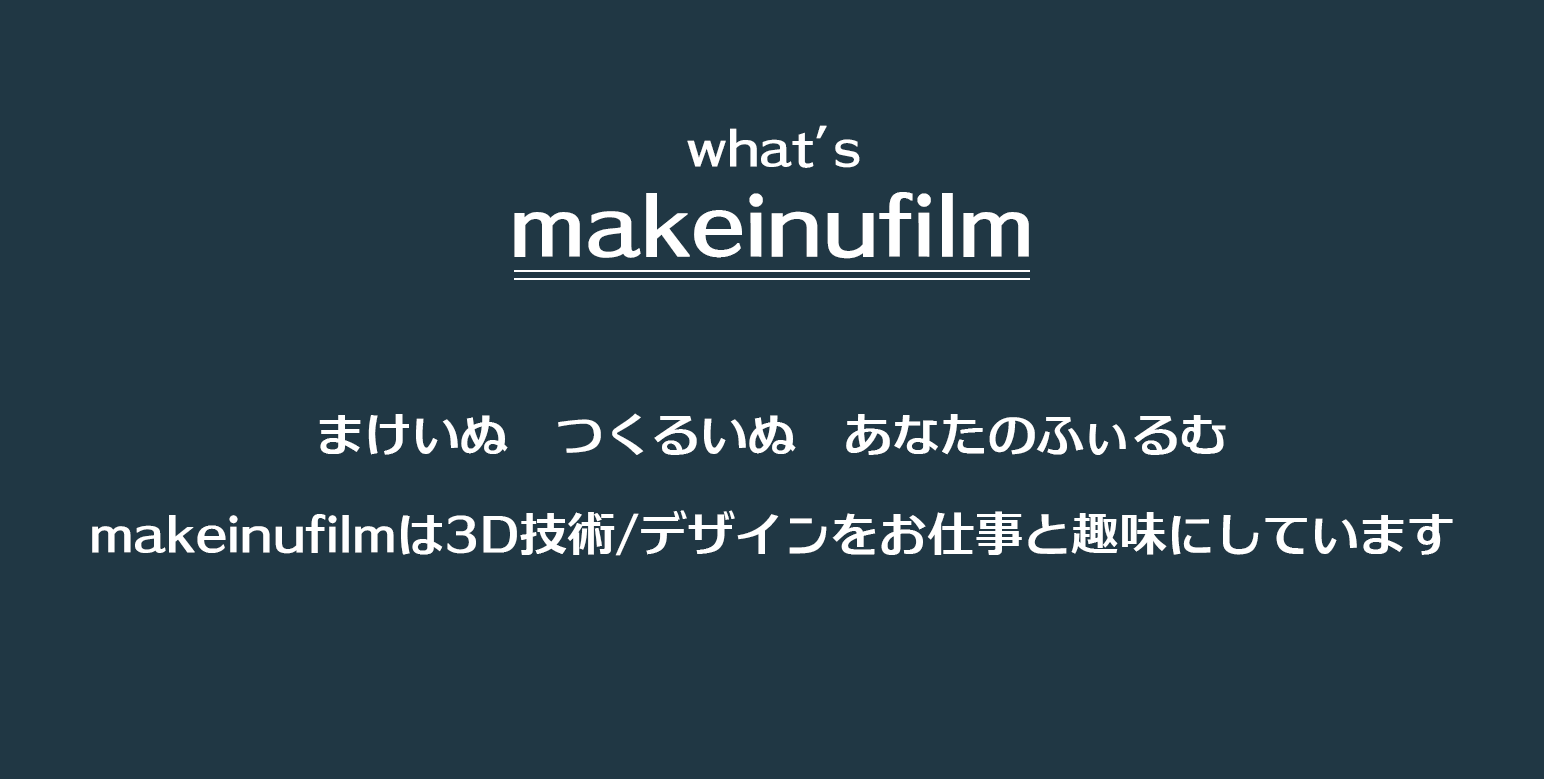 what's
makeinufilm
まけいぬ　つくるいぬ　あなたのふぃるむ
makeinufilmは3D技術/デザインをお仕事と趣味にしています